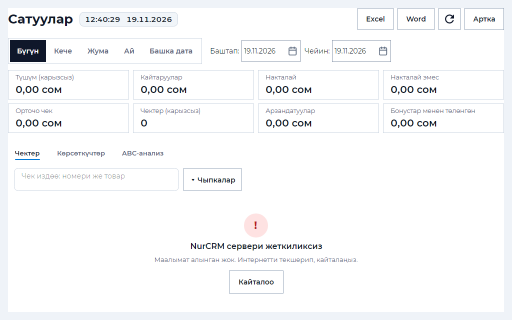 Сатуулар 12:40:29 19.11.2026 Excel Word Артка
Бүгүн Кече Жума Ай Башка дата Баштап: 19.11.2026 Чейин: 19.11.2026
Түшүм (карызсыз) Кайтаруулар Накталай Накталай эмес
0,00 сом 0,00 сом 0,00 сом 0,00 сом
Орточо чек Чектер (карызсыз) Арзандатуулар Бонустар менен төлөнгөн
0,00 сом 0 0,00 сом 0,00 сом
Чектер Көрсөткүчтөр ABC-анализ
Чек издөө: номери же товар Чыпкалар
!
NurCRM сервери жеткиликсиз
Маалымат алынган жок. Интернетти текшерип, кайталаңыз.
Кайталоо